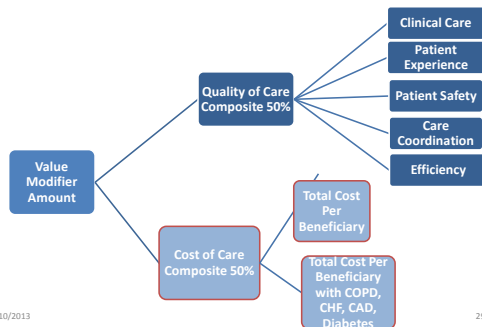 Clinical Care
Patient
Experience
Quality of Care
Composite 50%
Patient Safety
Care
Coordination
Efficiency
Value
Modifier
Amount
Total Cost
Per
Beneficiary
Cost of Care
Composite 50%
Total Cost Per
Beneficiary
with COPD,
CHF, CAD,
Diabetes
10/2013
29